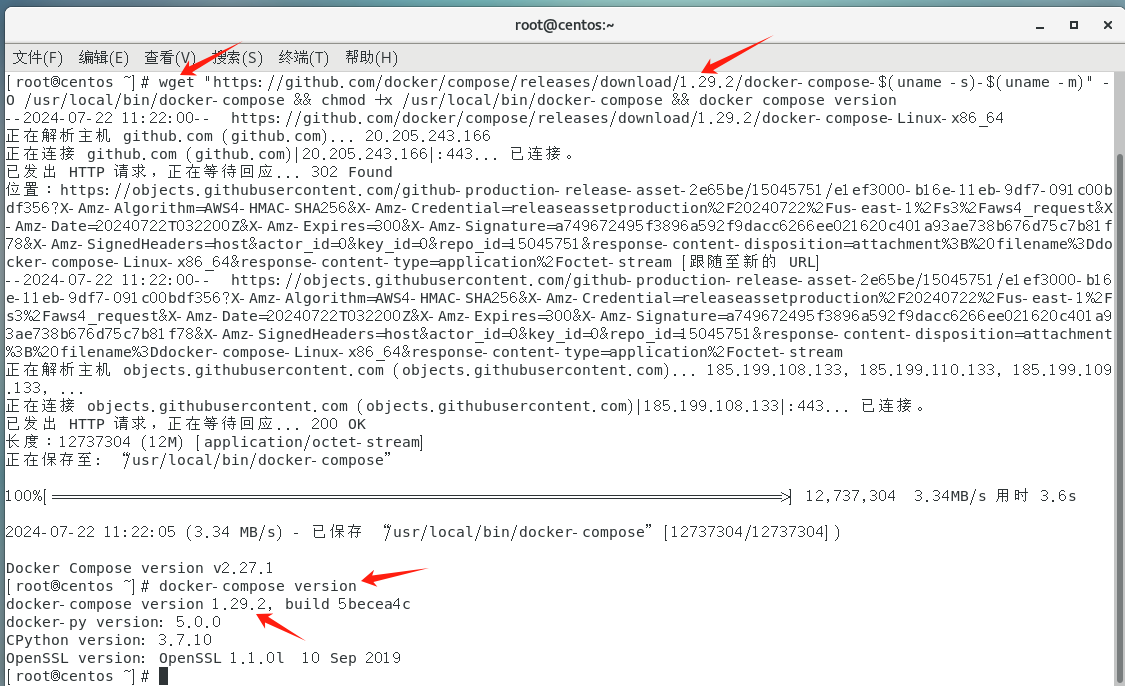 root@centos:~
文件(F) 编辑(E) 查看(V) 搜索(S) 终端(T) 帮助(H)
[root@centos ~]# wget "https://github.com/docker/compose/releases/download/1.29.2/docker-compose-$(uname -s)-$(uname -m)" -
O /usr/local/bin/docker-compose && chmod +x /usr/local/bin/docker-compose && docker compose version
--2024-07-22 11:22:00--  https://github.com/docker/compose/releases/download/1.29.2/docker-compose-Linux-x86_64
正在解析主机 github.com (github.com)... 20.205.243.166
正在连接 github.com (github.com)|20.205.243.166|:443... 已连接。
已发出 HTTP 请求，正在等待回应... 302 Found
位置：https://objects.githubusercontent.com/github-production-release-asset-2e65be/15045751/e1ef3000-b16e-11eb-9df7-091c00b
df356?X-Amz-Algorithm=AWS4-HMAC-SHA256&X-Amz-Credential=releaseassetproduction%2F20240722%2Fus-east-1%2Fs3%2Faws4_request&X
-Amz-Date=20240722T032200Z&X-Amz-Expires=300&X-Amz-Signature=a749672495f3896a592f9dacc6266ee021620c401a93ae738b676d75c7b81f
78&X-Amz-SignedHeaders=host&actor_id=0&key_id=0&repo_id=15045751&response-content-disposition=attachment%3B%20filename%3Ddo
cker-compose-Linux-x86_64&response-content-type=application%2Foctet-stream [跟随至新的 URL]
--2024-07-22 11:22:00--  https://objects.githubusercontent.com/github-production-release-asset-2e65be/15045751/e1ef3000-b16
e-11eb-9df7-091c00bdf356?X-Amz-Algorithm=AWS4-HMAC-SHA256&X-Amz-Credential=releaseassetproduction%2F20240722%2Fus-east-1%2F
s3%2Faws4_request&X-Amz-Date=20240722T032200Z&X-Amz-Expires=300&X-Amz-Signature=a749672495f3896a592f9dacc6266ee021620c401a9
3ae738b676d75c7b81f78&X-Amz-SignedHeaders=host&actor_id=0&key_id=0&repo_id=15045751&response-content-disposition=attachment
%3B%20filename%3Ddocker-compose-Linux-x86_64&response-content-type=application%2Foctet-stream
正在解析主机 objects.githubusercontent.com (objects.githubusercontent.com)... 185.199.108.133, 185.199.110.133, 185.199.109
.133, ...
正在连接 objects.githubusercontent.com (objects.githubusercontent.com)|185.199.108.133|:443... 已连接。
已发出 HTTP 请求，正在等待回应... 200 OK
长度：12737304 (12M) [application/octet-stream]
正在保存至: “/usr/local/bin/docker-compose”
100%[==================================================================================>] 12,737,304  3.34MB/s 用时 3.6s
2024-07-22 11:22:05 (3.34 MB/s) - 已保存 “/usr/local/bin/docker-compose” [12737304/12737304])
Docker Compose version v2.27.1
[root@centos ~]# docker-compose version
docker-compose version 1.29.2, build 5becea4c
docker-py version: 5.0.0
CPython version: 3.7.10
OpenSSL version: OpenSSL 1.1.0l  10 Sep 2019
[root@centos ~]#